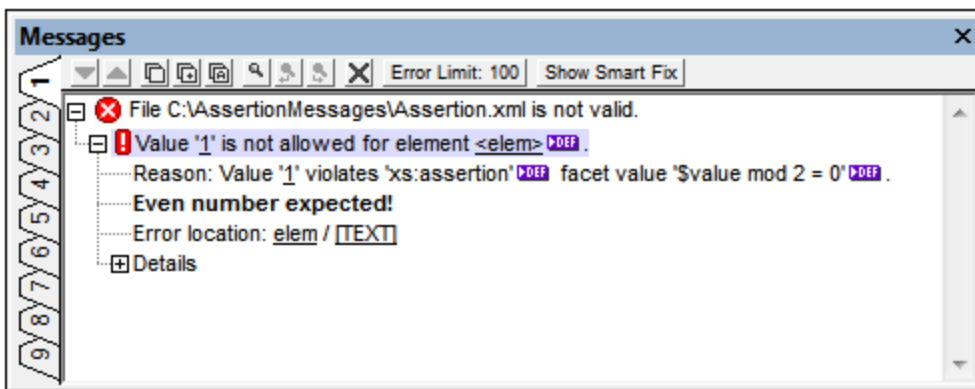 Messages
Error Limit: 100 Show Smart Fix
File C:\AssertionMessages\Assertion.xml is not valid.
Value '1' is not allowed for element <elem> DEF .
Reason: Value '1' violates 'xs:assertion' DEF facet value '$value mod 2 = 0' DEF .
Even number expected!
Error location: elem / [TEXT]
Details
1
2
3
4
5
6
7
8
9